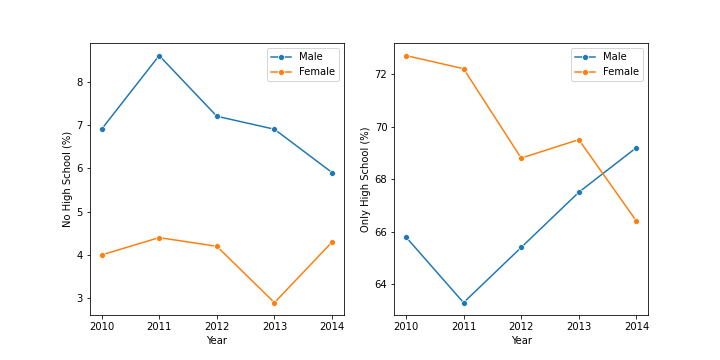 Male
Female
8
7
6
5
4
3
No High School (%)
2010 2011 2012 2013 2014
Year
Male
Female
72
70
68
66
64
Only High School (%)
2010 2011 2012 2013 2014
Year